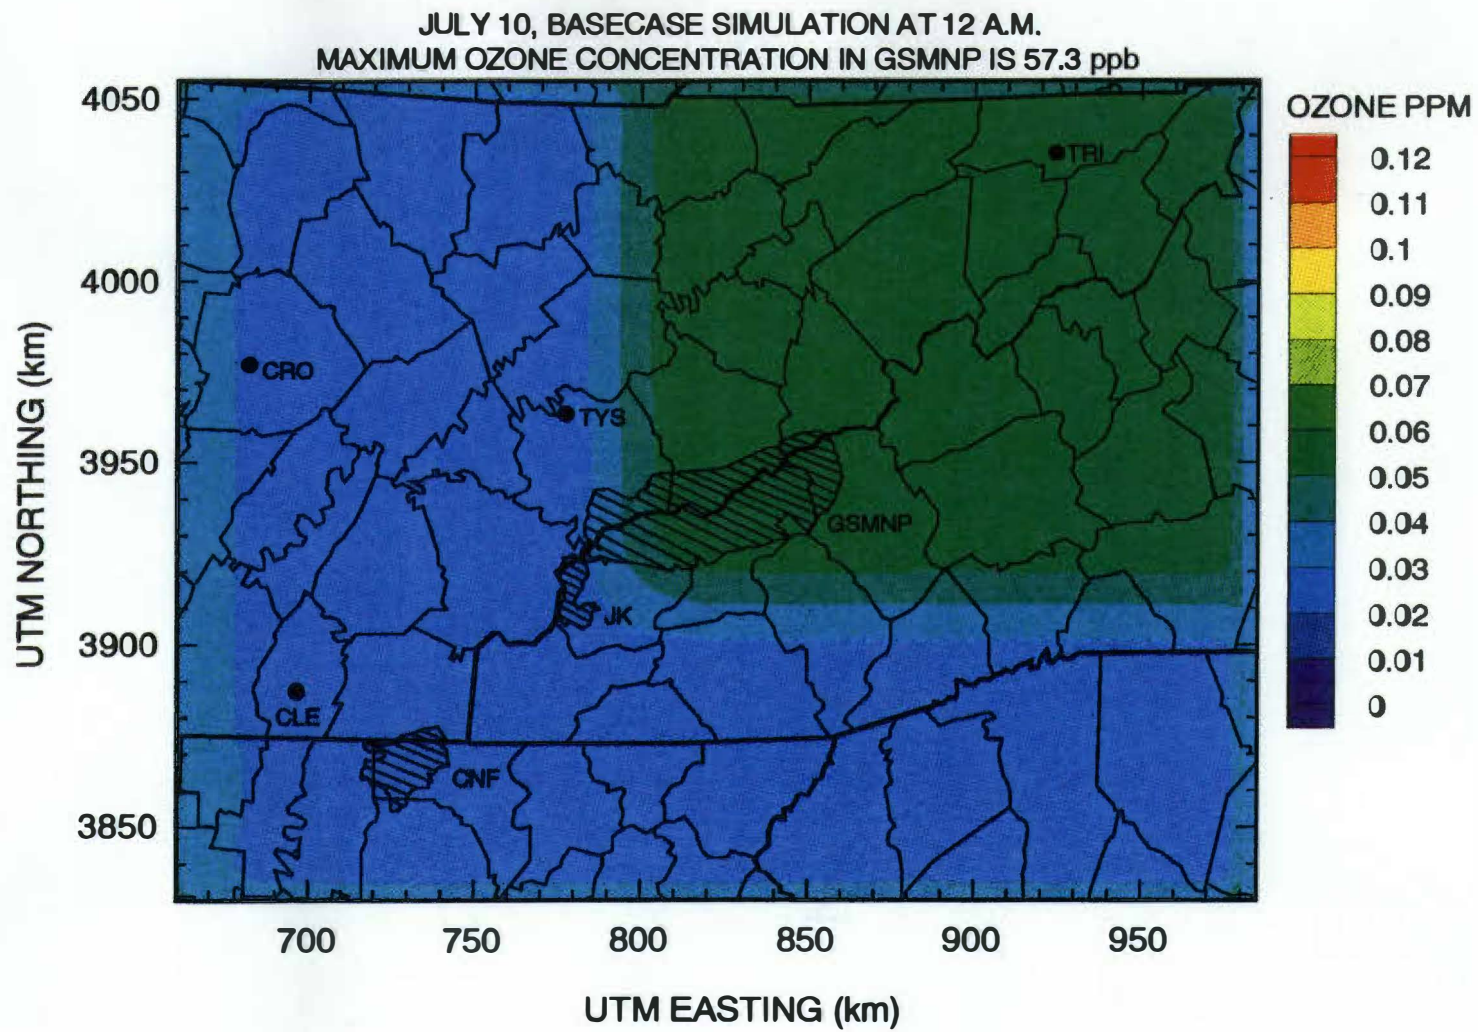 JULY 10, BASECASE SIMULATION AT 12 A.M.
MAXIMUM OZONE CONCENTRATION IN GSMNP IS 57.3 ppb
OZONE PPM
0.12
0.11
0.1
0.09
0.08
0.07
0.06
0.05
0.04
0.03
0.02
0.01
0
UTM NORTHING (km)
4050
4000
3950
3900
3850
TRI
CRO
TYS
GSMNP
JK
CLE
CNF
700 750 800 850 900 950
UTM EASTING (km)